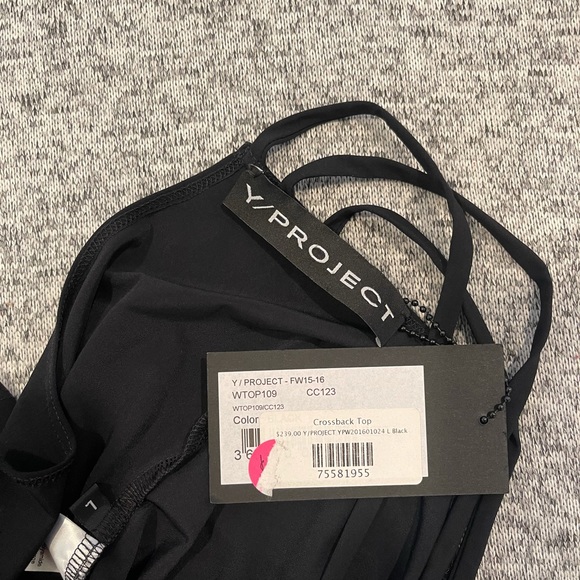 Y/PROJECT
Y / PROJECT - FW15-16
WTOP109 CC123
WTOP109/CC123
Color
Crossback Top
$239.00 Y/PROJECT YPW201601024 L Black
75581955
L